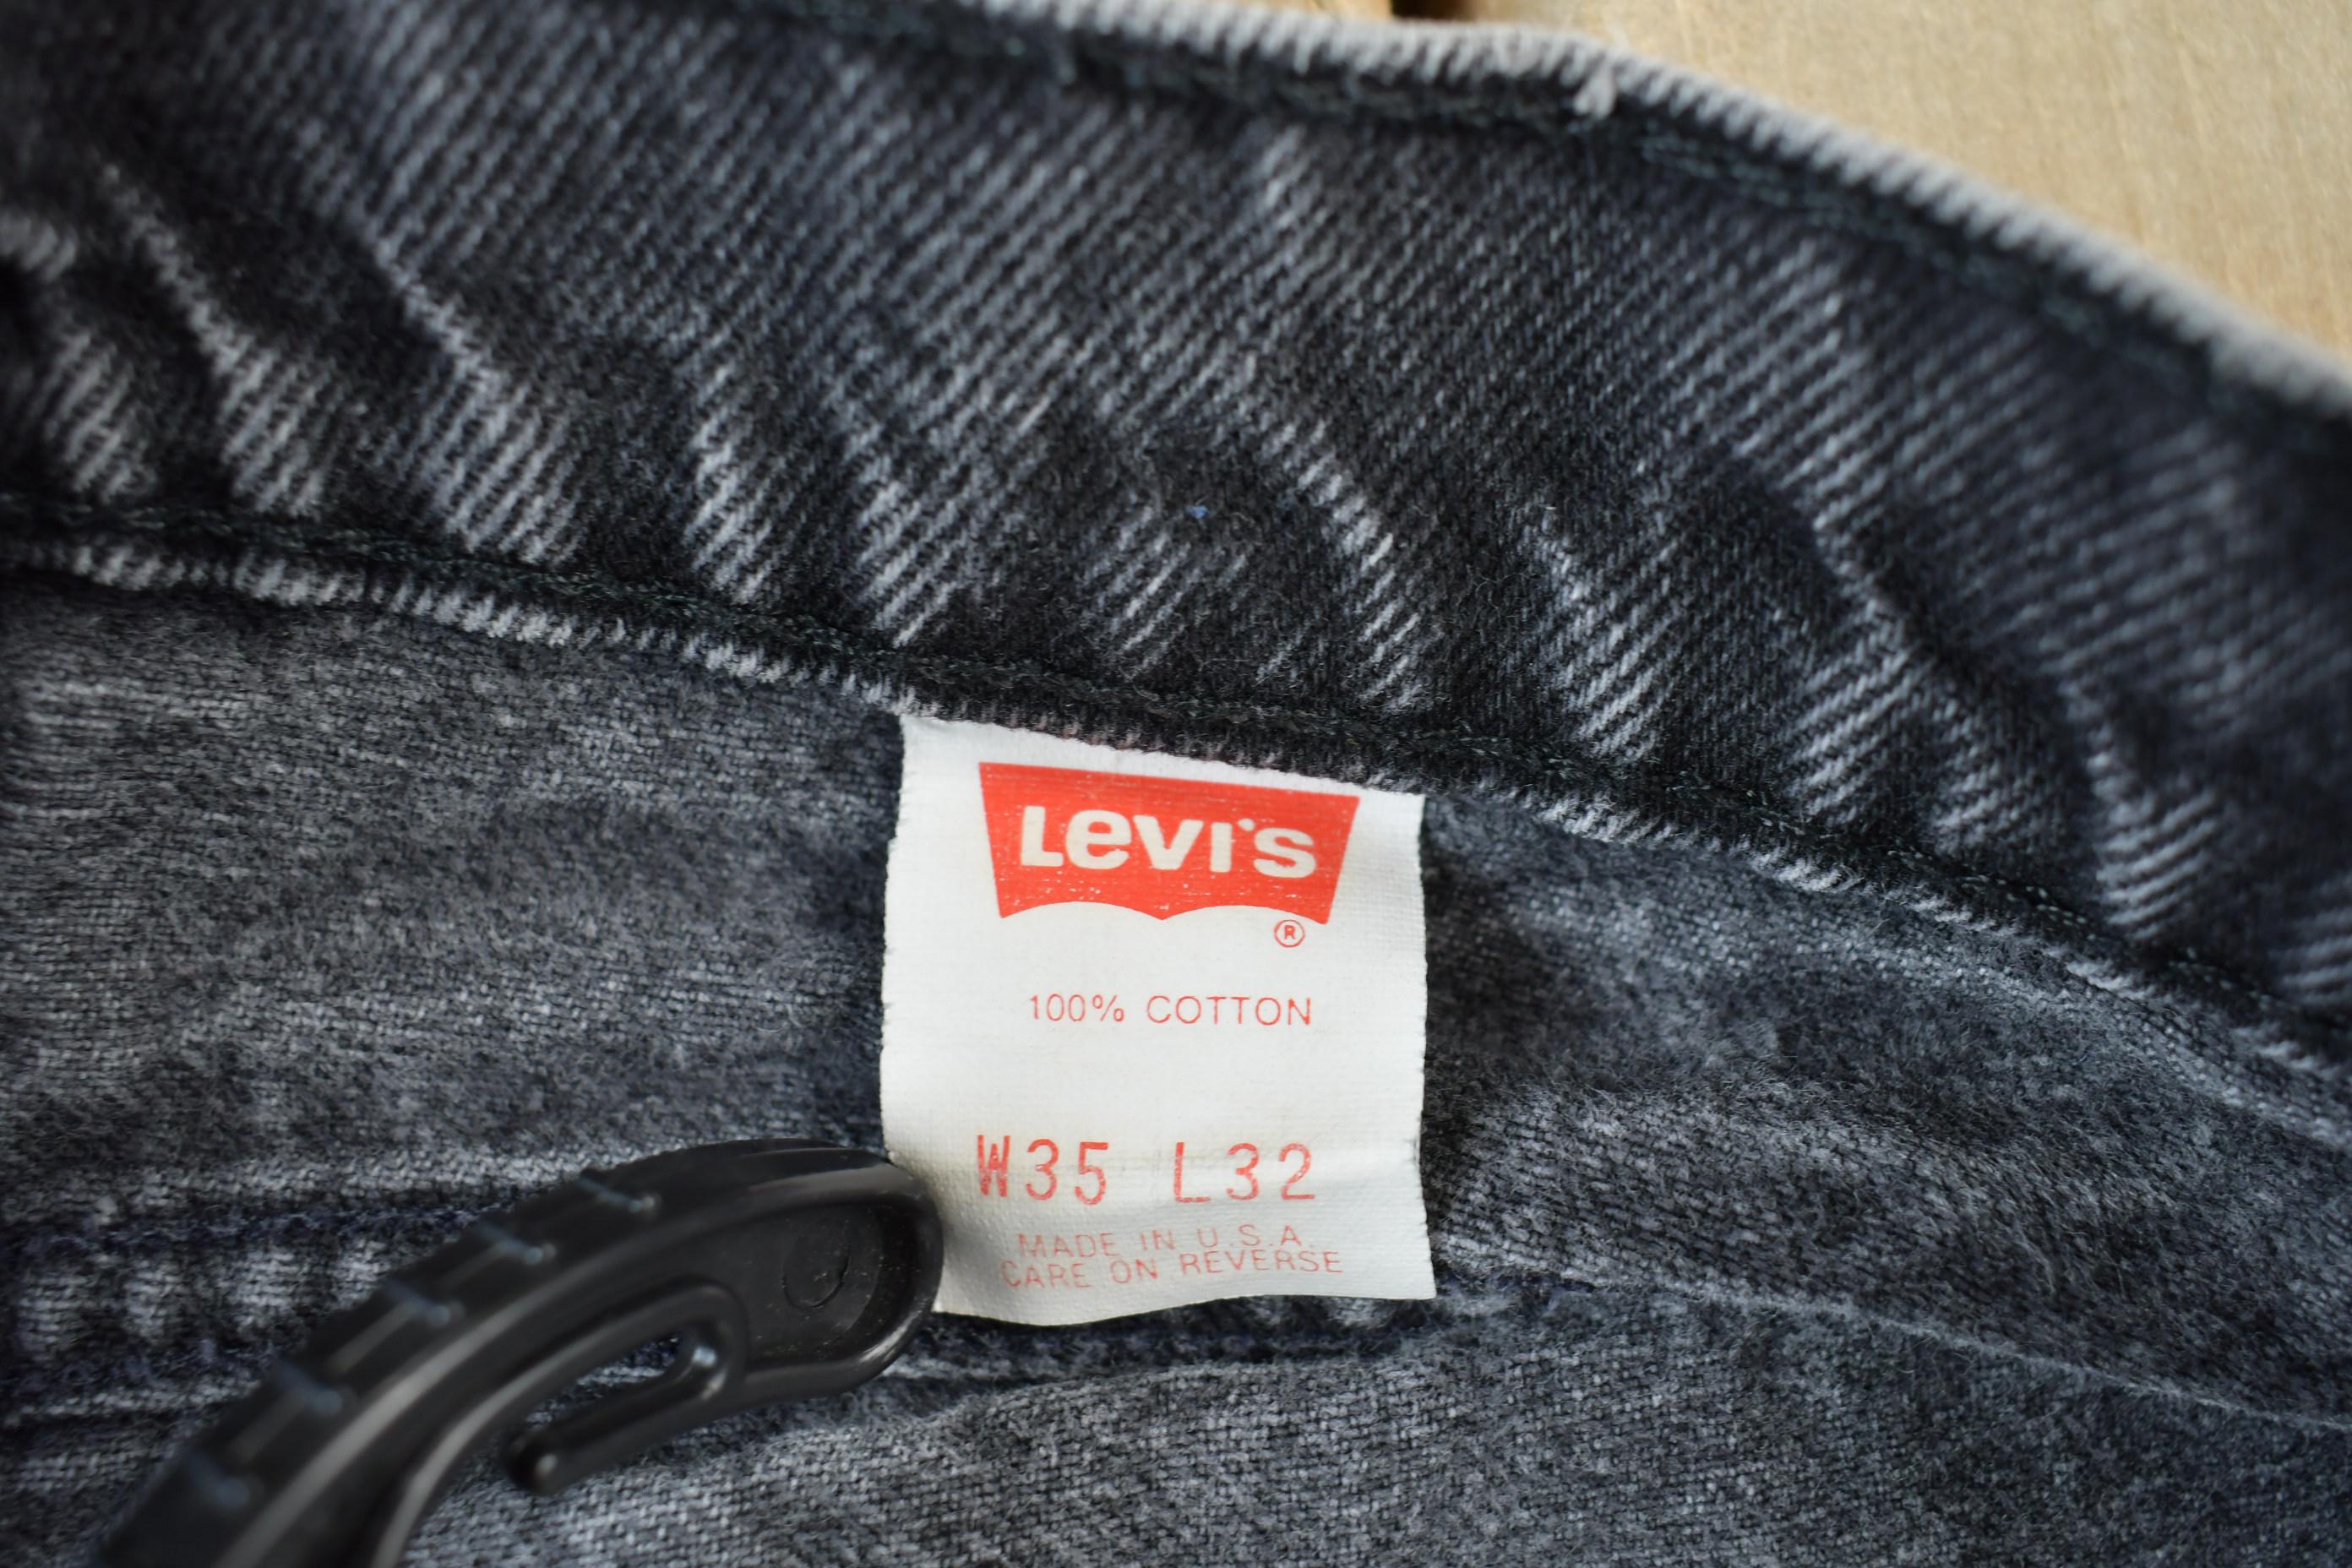 Levi's
®
100% COTTON
W35 L32
MADE IN U.S.A.
CARE ON REVERSE